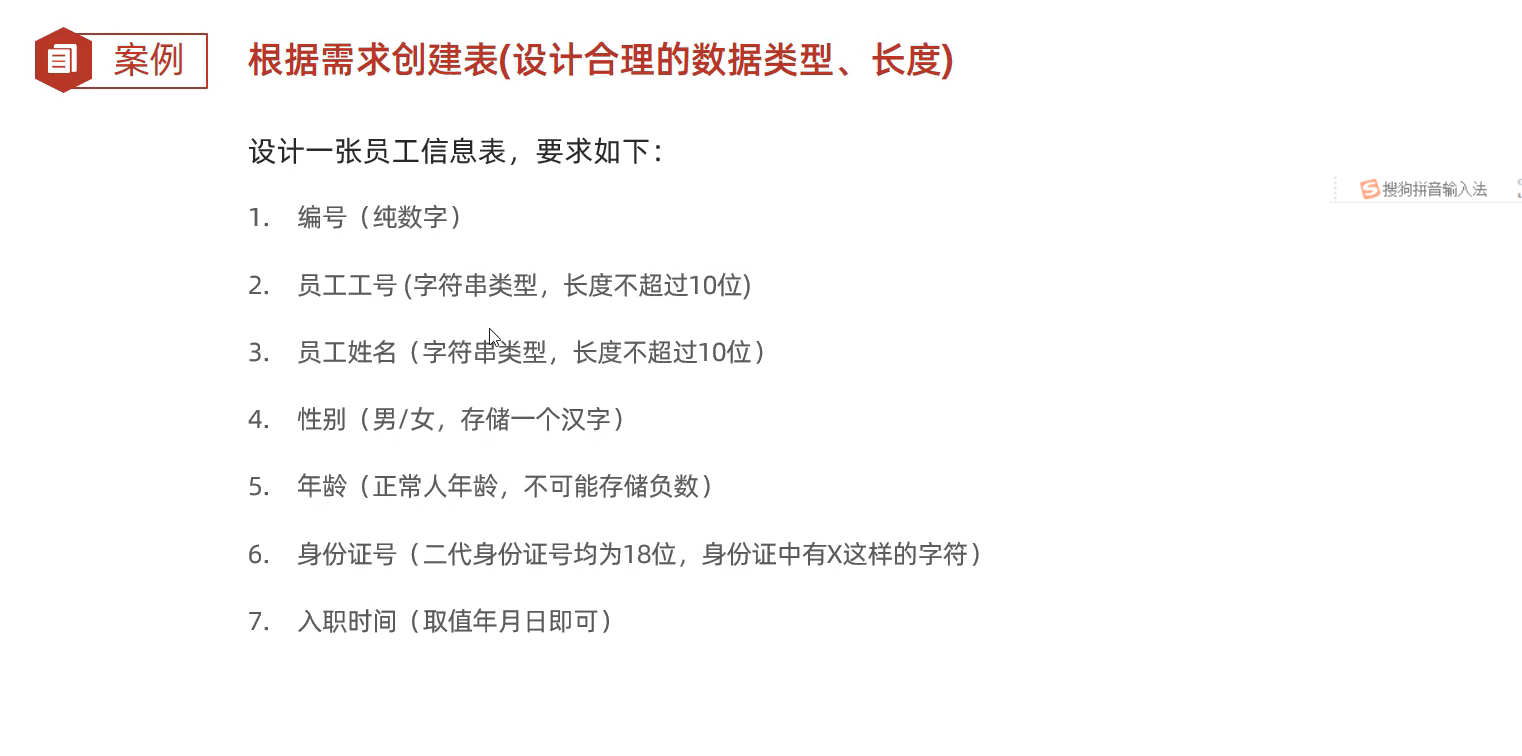 案例
根据需求创建表(设计合理的数据类型、长度)
设计一张员工信息表，要求如下：
搜狗拼音输入法
1. 编号（纯数字）
2. 员工工号 (字符串类型，长度不超过10位)
3. 员工姓名（字符串类型，长度不超过10位）
4. 性别（男/女，存储一个汉字）
5. 年龄（正常人年龄，不可能存储负数）
6. 身份证号（二代身份证号均为18位，身份证中有X这样的字符）
7. 入职时间（取值年月日即可）